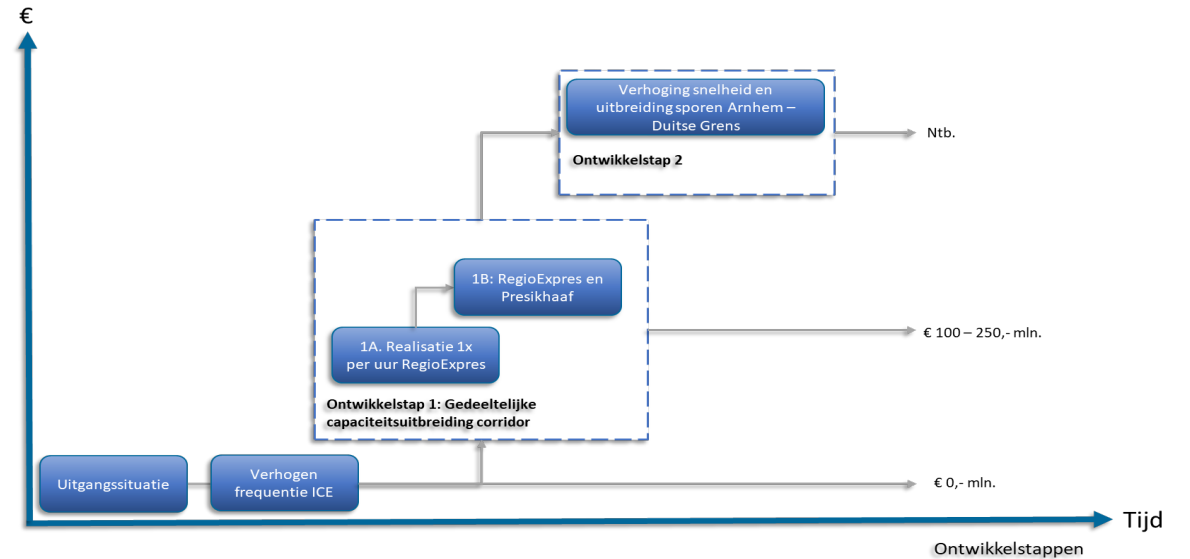 €
Verhoging snelheid en
uitbreiding sporen Arnhem –
Duitse Grens
Ntb.
Ontwikkelstap 2
1B: RegioExpres en
Presikhaaf
€ 100 – 250,- mln.
1A. Realisatie 1x
per uur RegioExpres
Ontwikkelstap 1: Gedeeltelijke
capaciteitsuitbreiding corridor
Uitgangssituatie
Verhogen
frequentie ICE
€ 0,- mln.
Tijd
Ontwikkelstappen